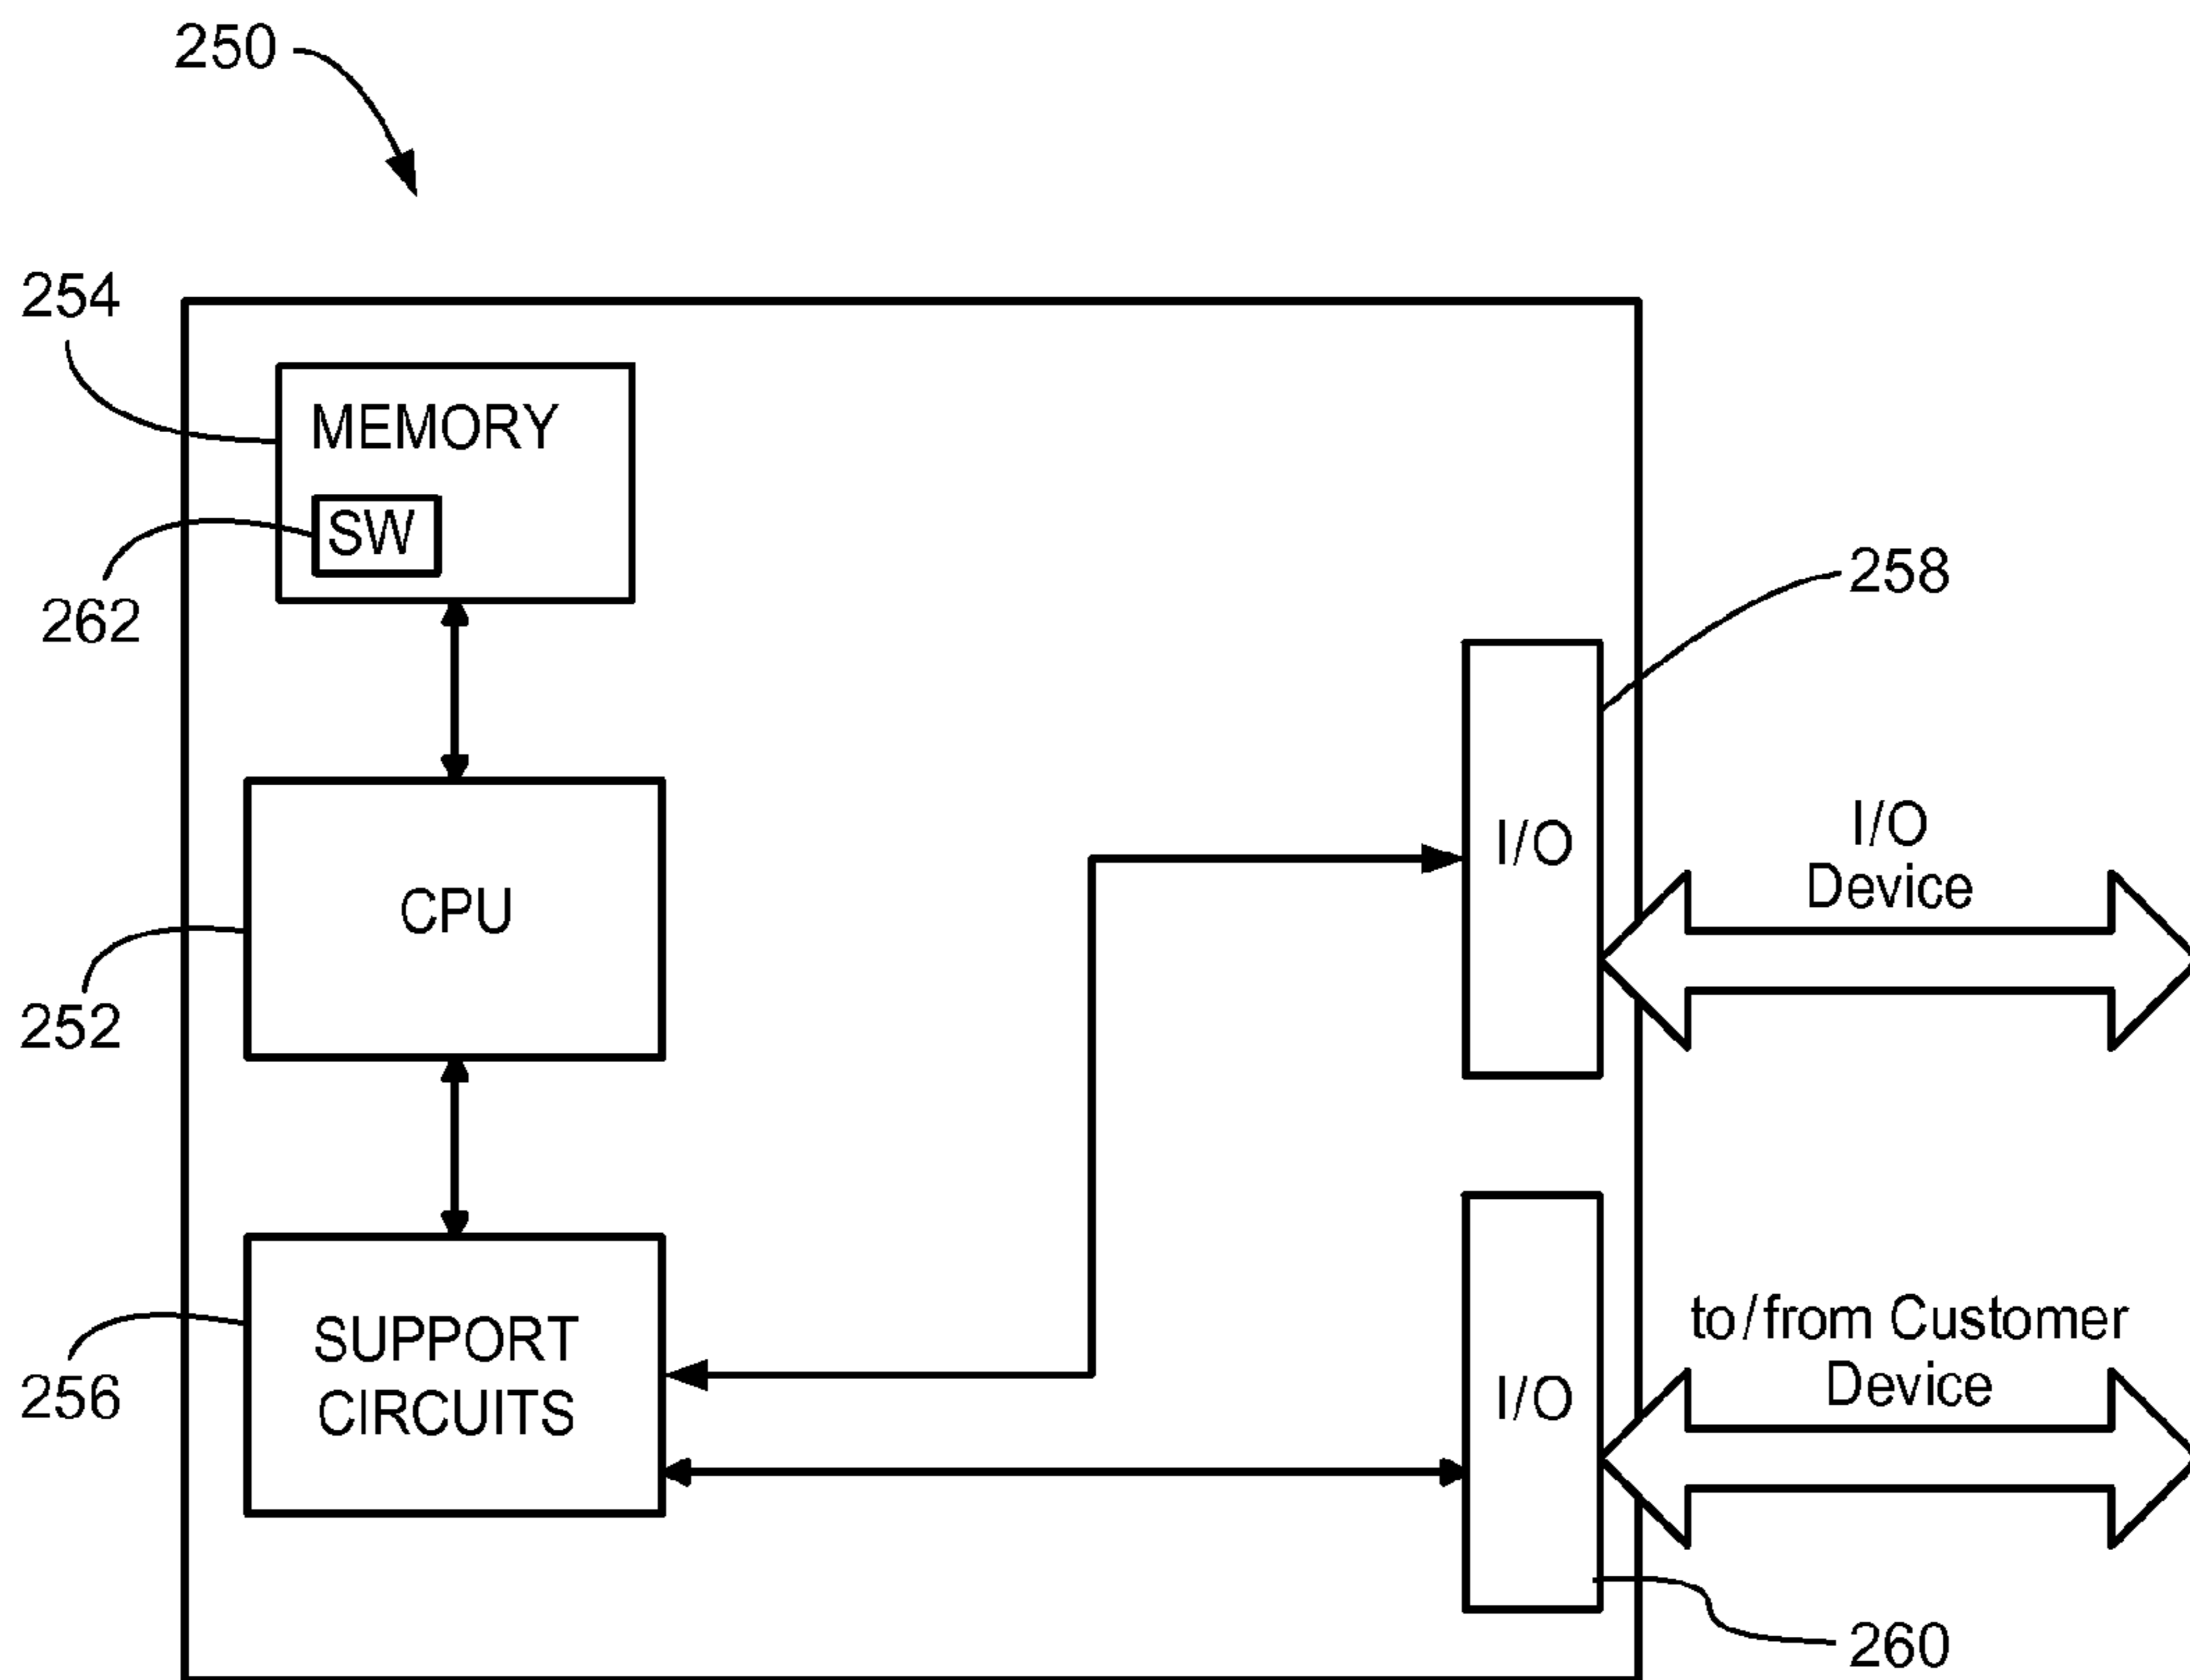 250
254
MEMORY
SW
262
258
I/O
I/O
Device
CPU
252
to/from Customer
Device
SUPPORT
CIRCUITS
256
I/O
260